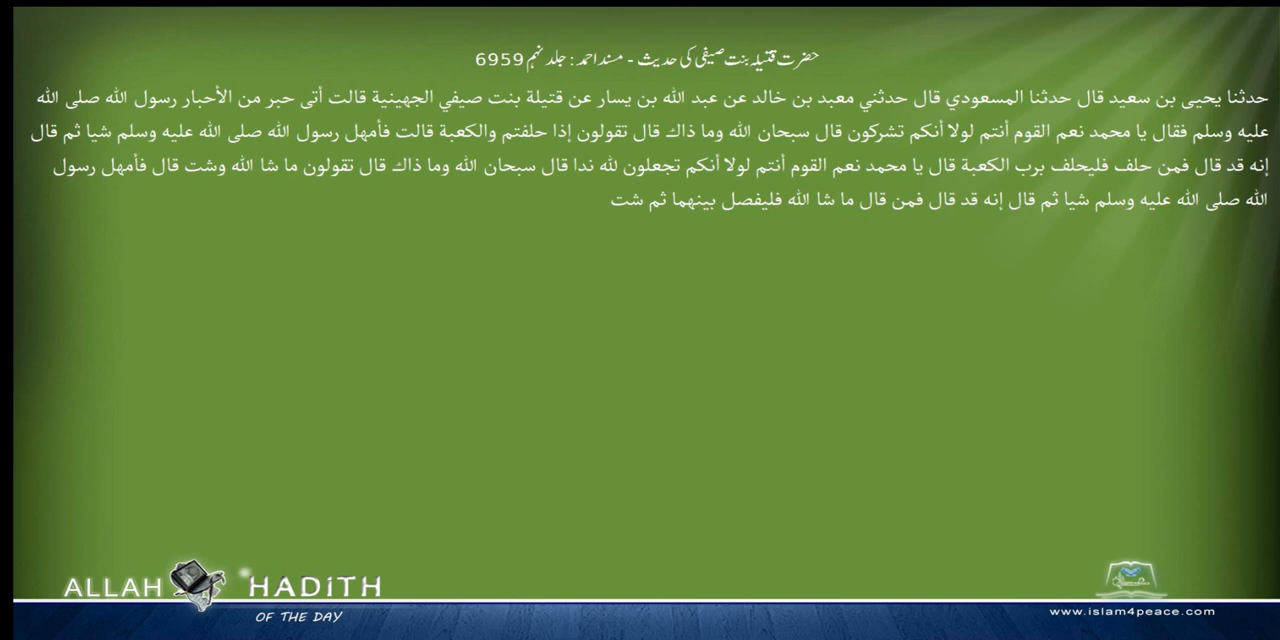 حضرت قتیلہ بنت صیفی کی حدیث - مسند احمد: جلد نہم 6959
حدثنا يحيى بن سعيد قال حدثنا المسعودي قال حدثني معبد بن خالد عن عبد الله بن يسار عن قتيلة بنت صيفي الجهينية قالت أتى حبر من الأحبار رسول الله صلى الله
عليه وسلم فقال يا محمد نعم القوم أنتم لولا أنكم تشركون قال سبحان الله وما ذاك قال تقولون إذا حلفتم والكعبة قالت فأمهل رسول الله صلى الله عليه وسلم شيا ثم قال
إنه قد قال فمن حلف فليحلف برب الكعبة قال يا محمد نعم القوم أنتم لولا أنكم تجعلون لله ندا قال سبحان الله وما ذاك قال تقولون ما شا الله وشت قال فأمهل رسول
الله صلى الله عليه وسلم شيا ثم قال إنه قد قال فمن قال ما شا الله فليفصل بينهما ثم شت
ALLAH HADITH
OF THE DAY
www.islam4peace.com